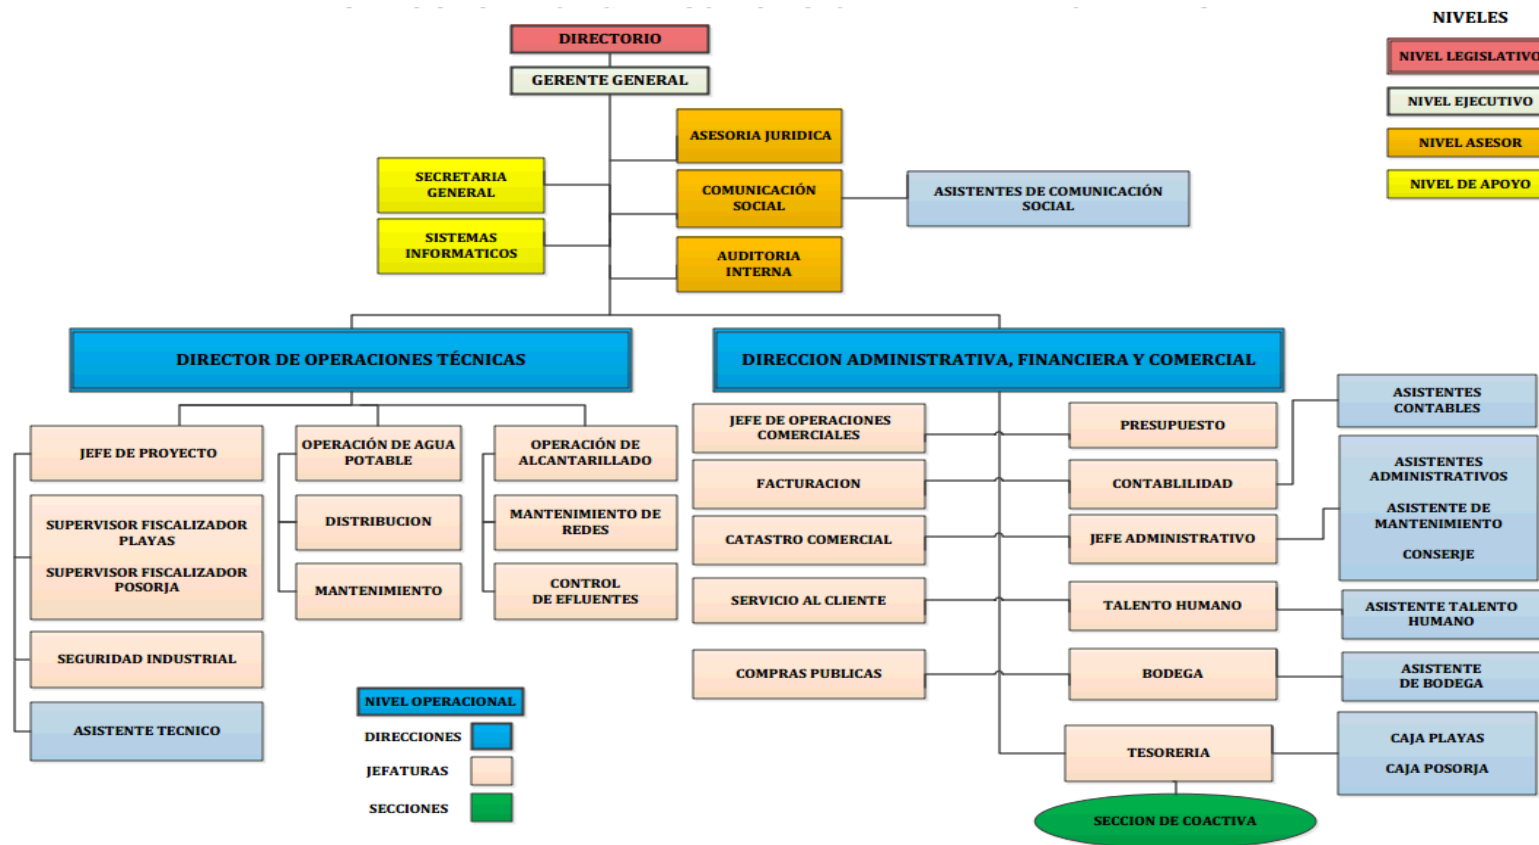 NIVELES
DIRECTORIO
GERENTE GENERAL
NIVEL LEGISLATIVO
NIVEL EJECUTIVO
NIVEL ASESOR
NIVEL DE APOYO
ASESORIA JURIDICA
SECRETARIA
GENERAL
COMUNICACIÓN
SOCIAL
ASISTENTES DE COMUNICACIÓN
SOCIAL
SISTEMAS
INFORMATICOS
AUDITORIA
INTERNA
DIRECTOR DE OPERACIONES TÉCNICAS
DIRECCION ADMINISTRATIVA, FINANCIERA Y COMERCIAL
JEFE DE PROYECTO
SUPERVISOR FISCALIZADOR
PLAYAS
SUPERVISOR FISCALIZADOR
POSORJA
SEGURIDAD INDUSTRIAL
ASISTENTE TECNICO
OPERACIÓN DE AGUA
POTABLE
DISTRIBUCION
MANTENIMIENTO
OPERACIÓN DE
ALCANTARILLADO
MANTENIMIENTO DE
REDES
CONTROL
DE EFLUENTES
JEFE DE OPERACIONES
COMERCIALES
FACTURACION
CATASTRO COMERCIAL
SERVICIO AL CLIENTE
COMPRAS PUBLICAS
PRESUPUESTO
CONTABLILIDAD
JEFE ADMINISTRATIVO
TALENTO HUMANO
BODEGA
TESORERIA
SECCION DE COACTIVA
ASISTENTES
CONTABLES
ASISTENTES
ADMINISTRATIVOS
ASISTENTE DE
MANTENIMIENTO
CONSERJE
ASISTENTE TALENTO
HUMANO
ASISTENTE
DE BODEGA
CAJA PLAYAS
CAJA POSORJA
NIVEL OPERACIONAL
DIRECCIONES
JEFATURAS
SECCIONES